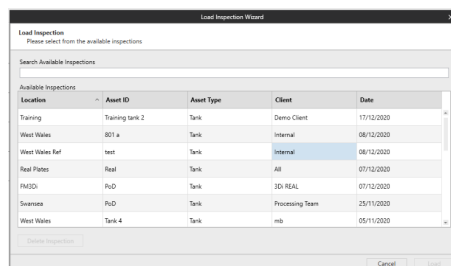 Load Inspection Wizard
Load Inspection
Please select from the available inspections
Search Available Inspections
Available Inspections
Location Asset ID Asset Type Client Date
Training Training tank 2 Tank Demo Client 17/12/2020
West Wales 801 a Tank Internal 08/12/2020
West Wales Ref test Tank Internal 08/12/2020
Real Plates Real Tank All 07/12/2020
FM3Di PoD Tank 3Di REAL 07/12/2020
Swansea PoD Tank Processing Team 25/11/2020
West Wales Tank 4 Tank mb 05/11/2020
Delete Inspection
Cancel Load